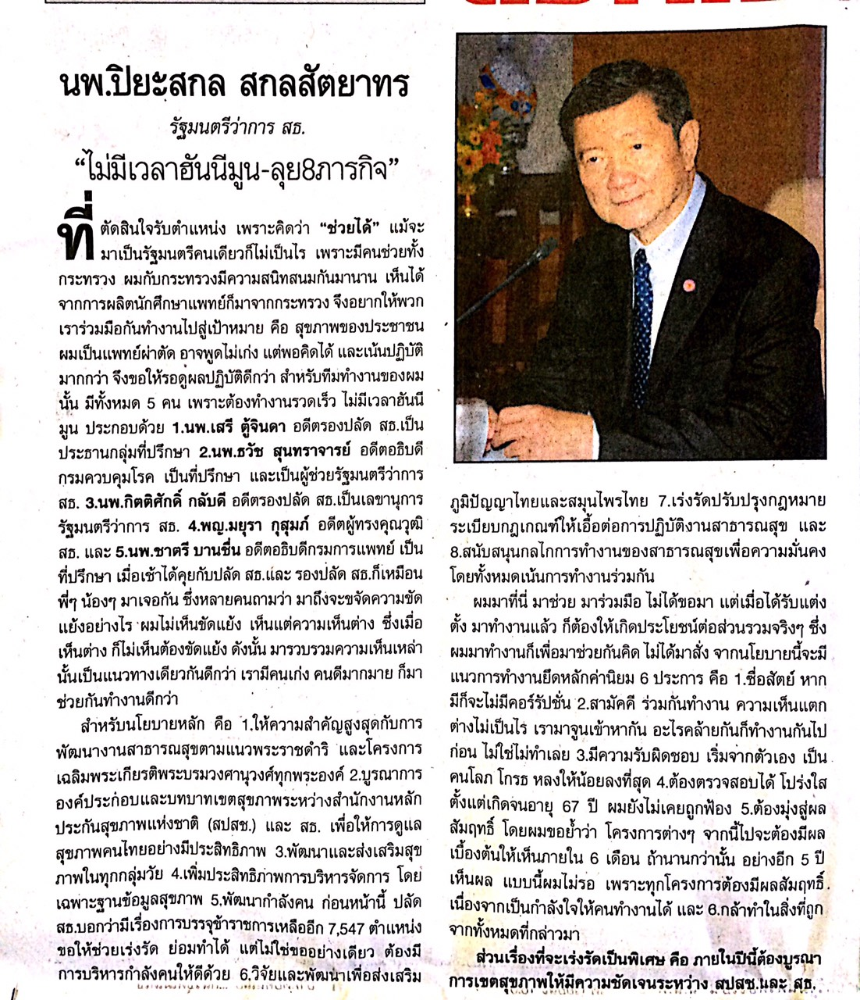 นพ.ปิยะสกล สกลสัตยาทร
รัฐมนตรีว่าการ สธ.
“ไม่มีเวลาฮันนีมูน-ลุย8ภารกิจ”
ที่ตัดสินใจรับตำแหน่ง เพราะคิดว่า “ช่วยได้” แม้จะ
มาเป็นรัฐมนตรีคนเดียวก็ไม่เป็นไร เพราะมีคนช่วยทั้ง
กระทรวง ผมกับกระทรวงมีความสนิทสนมกันมานาน เห็นได้
จากการผลิตนักศึกษาแพทย์ก็มาจากกระทรวง จึงอยากให้พวก
เราร่วมมือกันทำงานไปสู่เป้าหมาย คือ สุขภาพของประชาชน
ผมเป็นแพทย์ผ่าตัด อาจพูดไม่เก่ง แต่พอคิดได้ และเน้นปฏิบัติ
มากกว่า จึงขอให้รอดูผลปฏิบัติดีกว่า สำหรับทีมทำงานของผม
นั้น มีทั้งหมด 5 คน เพราะต้องทำงานรวดเร็ว ไม่มีเวลาฮันนี
มูน ประกอบด้วย 1.นพ.เสรี ตู้จินดา อดีตรองปลัด สธ.เป็น
ประธานกลุ่มที่ปรึกษา 2.นพ.ธวัช สุนทราจารย์ อดีตอธิบดี
กรมควบคุมโรค เป็นที่ปรึกษา และเป็นผู้ช่วยรัฐมนตรีว่าการ
สธ. 3.นพ.กิตติศักดิ์ กลับดี อดีตรองปลัด สธ.เป็นเลขานุการ
รัฐมนตรีว่าการ สธ. 4.พญ.มยุรา กุสุมภ์ อดีตผู้ทรงคุณวุฒิ
สธ. และ 5.นพ.ชาตรี บานชื่น อดีตอธิบดีกรมการแพทย์ เป็น
ที่ปรึกษา เมื่อเช้าได้คุยกับปลัด สธ.และ รองปลัด สธ.ก็เหมือน
พี่ๆ น้องๆ มาเจอกัน ซึ่งหลายคนถามว่า มาถึงจะขจัดความขัด
แย้งอย่างไร ผมไม่เห็นขัดแย้ง เห็นแต่ความเห็นต่าง ซึ่งเมื่อ
เห็นต่าง ก็ไม่เห็นต้องขัดแย้ง ดังนั้น มารวบรวมความเห็นเหล่า
นั้นเป็นแนวทางเดียวกันดีกว่า เรามีคนเก่ง คนดีมากมาย ก็มา
ช่วยกันทำงานดีกว่า
สำหรับนโยบายหลัก คือ 1.ให้ความสำคัญสูงสุดกับการ
พัฒนางานสาธารณสุขตามแนวพระราชดำริ และโครงการ
เฉลิมพระเกียรติพระบรมวงศานุวงศ์ทุกพระองค์ 2.บูรณาการ
องค์ประกอบและบทบาทเขตสุขภาพระหว่างสำนักงานหลัก
ประกันสุขภาพแห่งชาติ (สปสช.) และ สธ. เพื่อให้การดูแล
สุขภาพคนไทยอย่างมีประสิทธิภาพ 3.พัฒนาและส่งเสริมสุข
ภาพในทุกกลุ่มวัย 4.เพิ่มประสิทธิภาพการบริหารจัดการ โดย
เฉพาะฐานข้อมูลสุขภาพ 5.พัฒนากำลังคน ก่อนหน้านี้ ปลัด
สธ.บอกว่ามีเรื่องการบรรจุข้าราชการเหลืออีก 7,547 ตำแหน่ง
ขอให้ช่วยเร่งรัด ย่อมทำได้ แต่ไม่ใช่ขออย่างเดียว ต้องมี
การบริหารกำลังคนให้ดีด้วย 6.วิจัยและพัฒนาเพื่อส่งเสริม
ภูมิปัญญาไทยและสมุนไพรไทย 7.เร่งรัดปรับปรุงกฎหมาย
ระเบียบกฎเกณฑ์ให้เอื้อต่อการปฏิบัติงานสาธารณสุข และ
8.สนับสนุนกลไกการทำงานของสาธารณสุขเพื่อความมั่นคง
โดยทั้งหมดเน้นการทำงานร่วมกัน
ผมมาที่นี่ มาช่วย มาร่วมมือ ไม่ได้ขอมา แต่เมื่อได้รับแต่ง
ตั้ง มาทำงานแล้ว ก็ต้องให้เกิดประโยชน์ต่อส่วนรวมจริงๆ ซึ่ง
ผมมาทำงานก็เพื่อมาช่วยกันคิด ไม่ได้มาสั่ง จากนโยบายนี้จะมี
แนวการทำงานยึดหลักค่านิยม 6 ประการ คือ 1.ซื่อสัตย์ หาก
มีก็จะไม่มีคอร์รัปชั่น 2.สามัคคี ร่วมกันทำงาน ความเห็นแตก
ต่างไม่เป็นไร เรามาจูนเข้าหากัน อะไรคล้ายกันก็ทำงานกันไป
ก่อน ไม่ใช่ไม่ทำเลย 3.มีความรับผิดชอบ เริ่มจากตัวเอง เป็น
คนโลภ โกรธ หลงให้น้อยลงที่สุด 4.ต้องตรวจสอบได้ โปร่งใส
ตั้งแต่เกิดจนอายุ 67 ปี ผมยังไม่เคยถูกฟ้อง 5.ต้องมุ่งสู่ผล
สัมฤทธิ์ โดยผมขอย้ำว่า โครงการต่างๆ จากนี้ไปจะต้องมีผล
เบื้องต้นให้เห็นภายใน 6 เดือน ถ้านานกว่านั้น อย่างอีก 5 ปี
เห็นผล แบบนี้ผมไม่รอ เพราะทุกโครงการต้องมีผลสัมฤทธิ์
เนื่องจากเป็นกำลังใจให้คนทำงานได้ และ 6.กล้าทำในสิ่งที่ถูก
จากทั้งหมดที่กล่าวมา
ส่วนเรื่องที่จะเร่งรัดเป็นพิเศษ คือ ภายในปีนี้ต้องบูรณา
การเขตสุขภาพให้มีความชัดเจนระหว่าง สปสช.และ สธ.